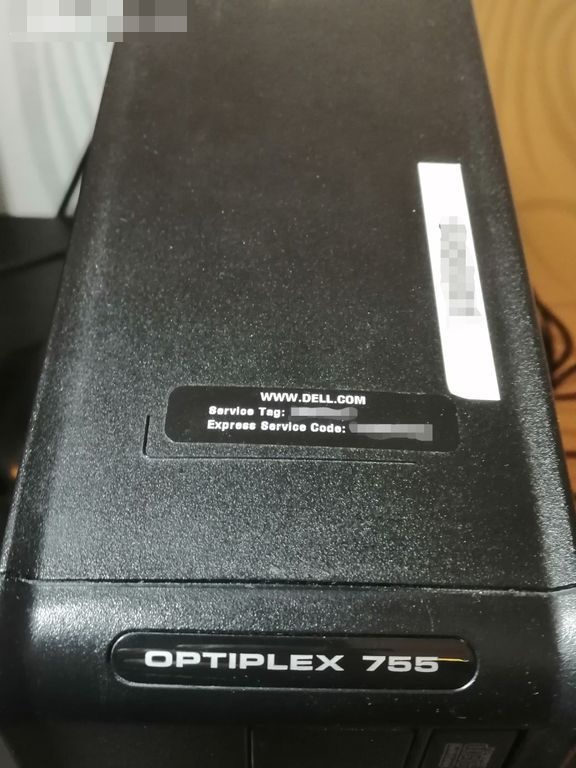 WWW.DELL.COM
Service Tag:
Express Service Code:
OPTIPLEX 755